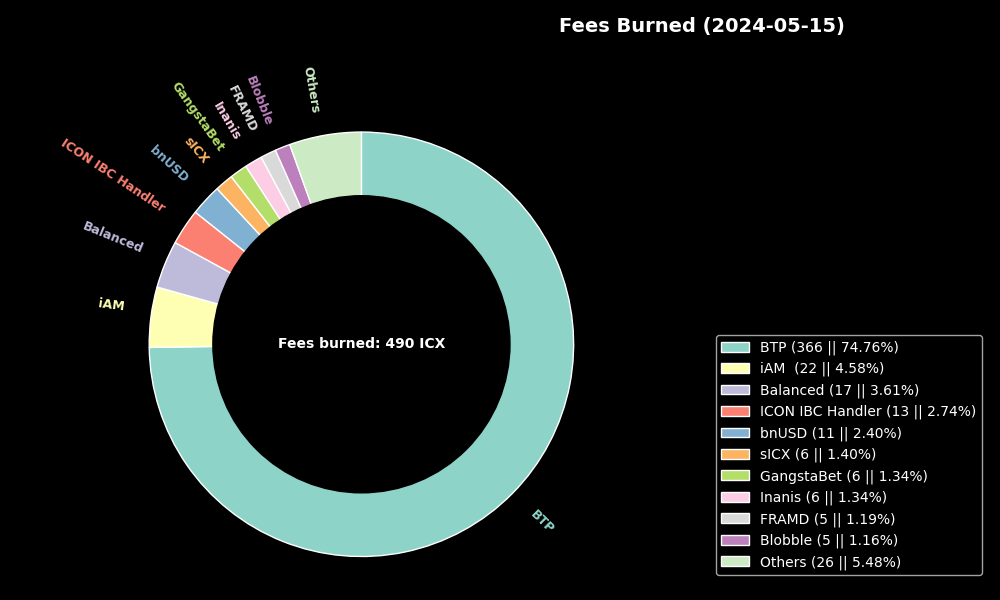 Fees Burned (2024-05-15)
Others
Blobble
FRAMD
Inanis
GangstaBet
sICX
bnUSD
ICON IBC Handler
Balanced
iAM
BTP
Fees burned: 490 ICX
BTP (366 || 74.76%)
iAM  (22 || 4.58%)
Balanced (17 || 3.61%)
ICON IBC Handler (13 || 2.74%)
bnUSD (11 || 2.40%)
sICX (6 || 1.40%)
GangstaBet (6 || 1.34%)
Inanis (6 || 1.34%)
FRAMD (5 || 1.19%)
Blobble (5 || 1.16%)
Others (26 || 5.48%)